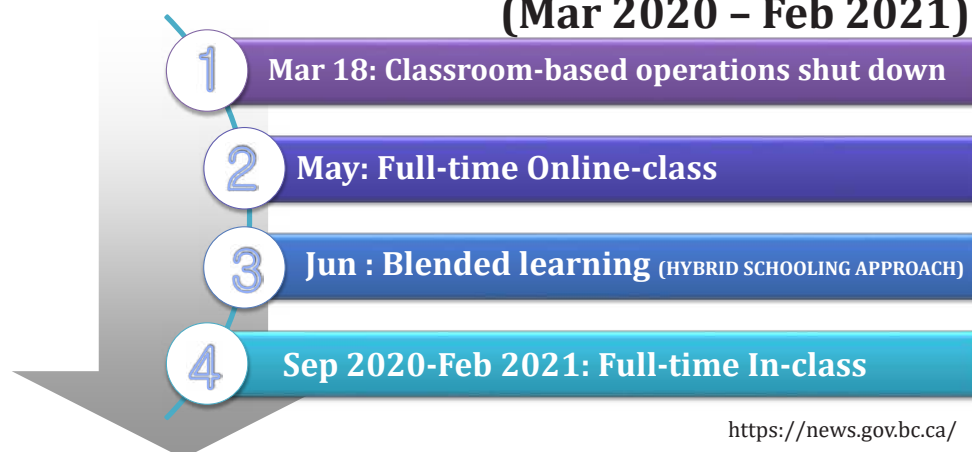 (Mar 2020 – Feb 2021)
1 Mar 18: Classroom-based operations shut down
2 May: Full-time Online-class
3 Jun : Blended learning (HYBRID SCHOOLING APPROACH)
4 Sep 2020-Feb 2021: Full-time In-class
https://news.gov.bc.ca/